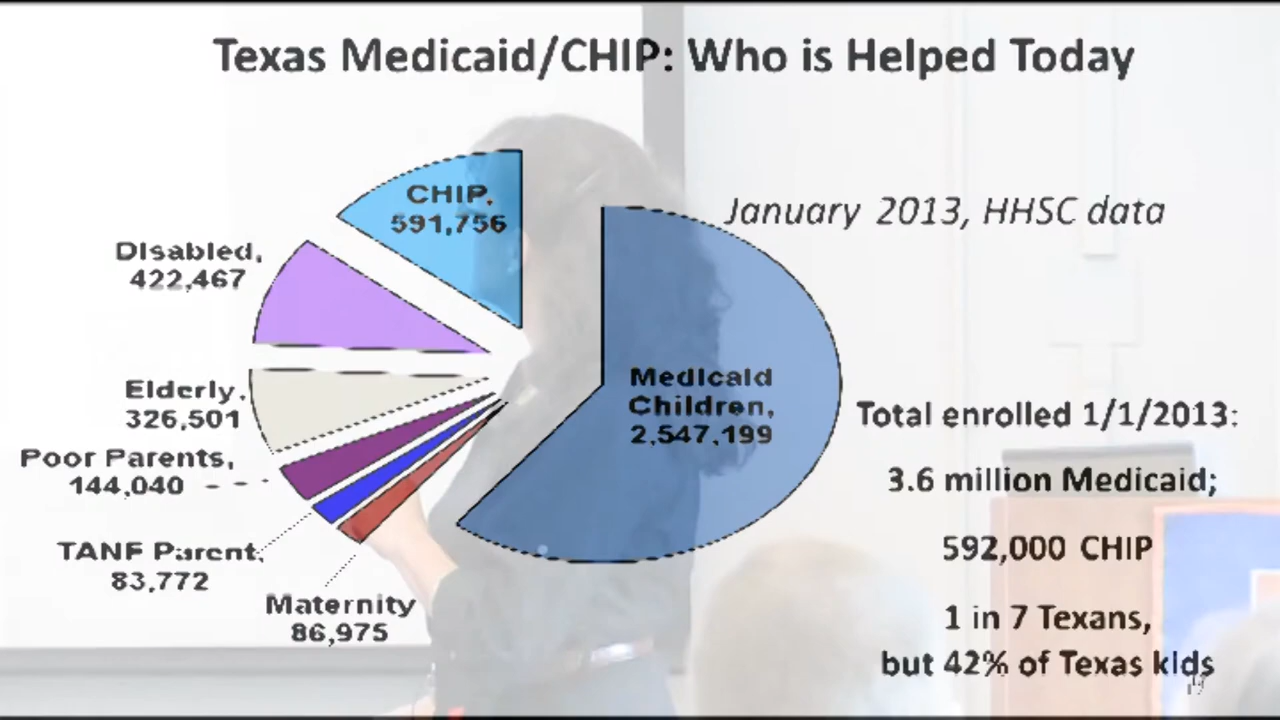 Texas Medicaid/CHIP: Who is Helped Today
CHIP,
591,756
January 2013, HHSC data
Disabled,
422,467
Medicaid
Children,
2,547,199
Elderly,
326,501
Poor Parents,
144,040
TANF Parent,
83,772
Maternity
86,975
Total enrolled 1/1/2013:
3.6 million Medicaid;
592,000 CHIP
1 in 7 Texans,
but 42% of Texas kids